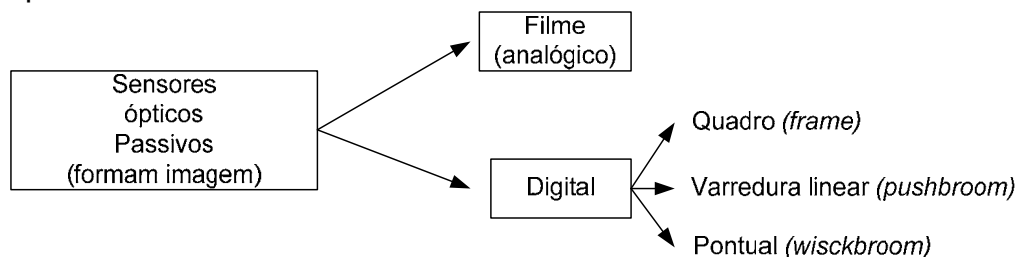 Sensores
ópticos
Passivos
(formam imagem)
Filme
(analógico)
Digital
Quadro (frame)
Varredura linear (pushbroom)
Pontual (wisckbroom)